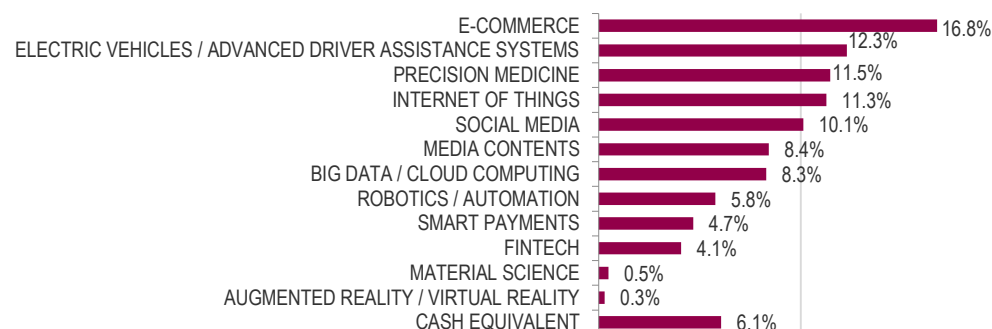 E-COMMERCE 16.8%
ELECTRIC VEHICLES / ADVANCED DRIVER ASSISTANCE SYSTEMS 12.3%
PRECISION MEDICINE 11.5%
INTERNET OF THINGS 11.3%
SOCIAL MEDIA 10.1%
MEDIA CONTENTS 8.4%
BIG DATA / CLOUD COMPUTING 8.3%
ROBOTICS / AUTOMATION 5.8%
SMART PAYMENTS 4.7%
FINTECH 4.1%
MATERIAL SCIENCE 0.5%
AUGMENTED REALITY / VIRTUAL REALITY 0.3%
CASH EQUIVALENT 6.1%